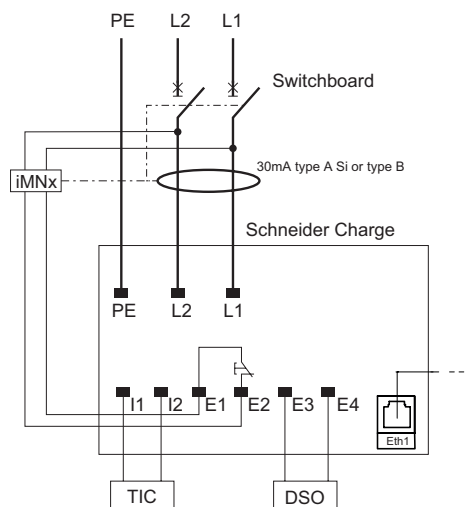 PE L2 L1
Switchboard
30mA type A Si or type B
iMNx
Schneider Charge
PE L2 L1
I1 I2 E1 E2 E3 E4
Eth1
TIC DSO